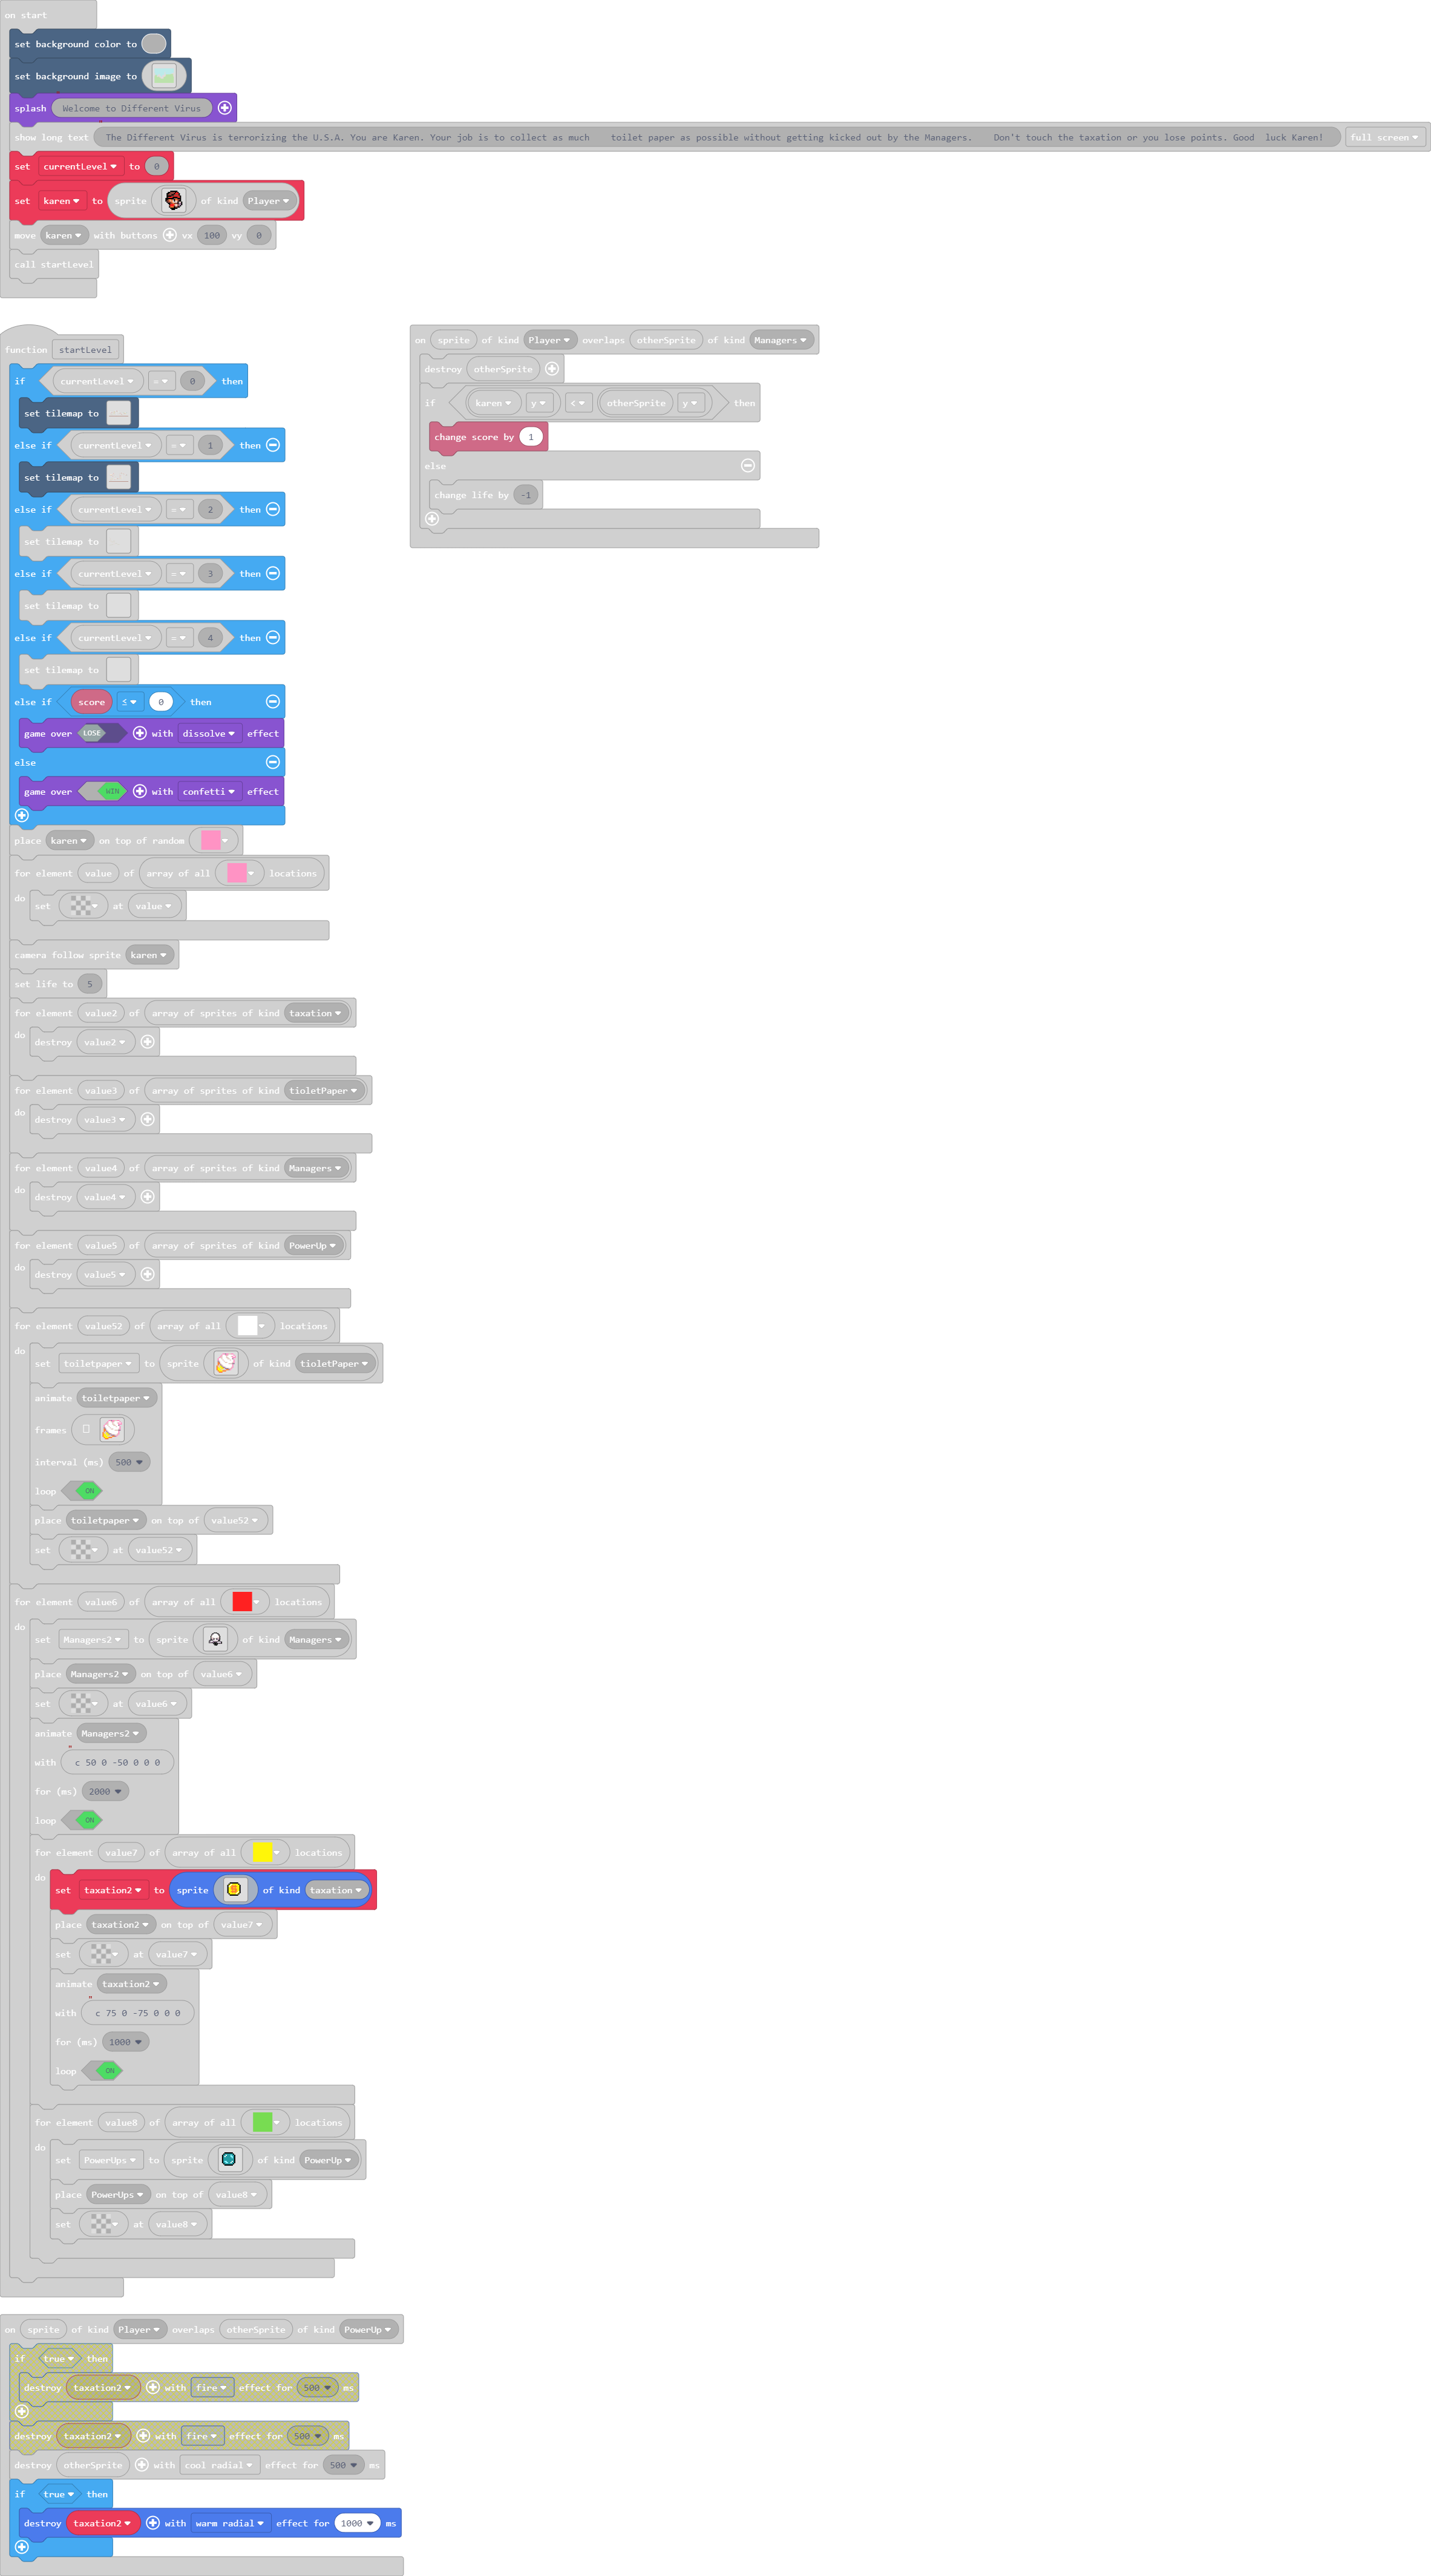 on start
set background color to
set background image to
splash Welcome to Different Virus
show long text The Different Virus is terrorizing the U.S.A. You are Karen. Your job is to collect as much toilet paper as possible without getting kicked out by the Managers. Don't touch the taxation or you lose points. Good luck Karen! full screen
set currentLevel to 0
set karen to sprite of kind Player
move karen with buttons vx 100 vy 0
call startLevel
function startLevel
if currentLevel = 0 then
set tilemap to
else if currentLevel = 1 then
set tilemap to
else if currentLevel = 2 then
set tilemap to
else if currentLevel = 3 then
set tilemap to
else if currentLevel = 4 then
set tilemap to
else if score ≤ 0 then
game over LOSE with dissolve effect
else
game over WIN with confetti effect
place karen on top of random
for element value of array of all locations
do set at value
camera follow sprite karen
set life to 5
for element value2 of array of sprites of kind taxation
do destroy value2
for element value3 of array of sprites of kind tioletPaper
do destroy value3
for element value4 of array of sprites of kind Managers
do destroy value4
for element value5 of array of sprites of kind PowerUp
do destroy value5
for element value52 of array of all locations
do set toiletpaper to sprite of kind tioletPaper
animate toiletpaper
frames
interval (ms) 500
loop ON
place toiletpaper on top of value52
set at value52
for element value6 of array of all locations
do set Managers2 to sprite of kind Managers
place Managers2 on top of value6
set at value6
animate Managers2
with " c 50 0 -50 0 0 0
for (ms) 2000
loop ON
for element value7 of array of all locations
do set taxation2 to sprite of kind taxation
place taxation2 on top of value7
set at value7
animate taxation2
with " c 75 0 -75 0 0 0
for (ms) 1000
loop ON
for element value8 of array of all locations
do set PowerUps to sprite of kind PowerUp
place PowerUps on top of value8
set at value8
on sprite of kind Player overlaps otherSprite of kind Managers
destroy otherSprite
if karen y < otherSprite y then
change score by 1
else
change life by -1
on sprite of kind Player overlaps otherSprite of kind PowerUp
if true then
destroy taxation2 with fire effect for 500 ms
destroy taxation2 with fire effect for 500 ms
destroy otherSprite with cool radial effect for 500 ms
if true then
destroy taxation2 with warm radial effect for 1000 ms